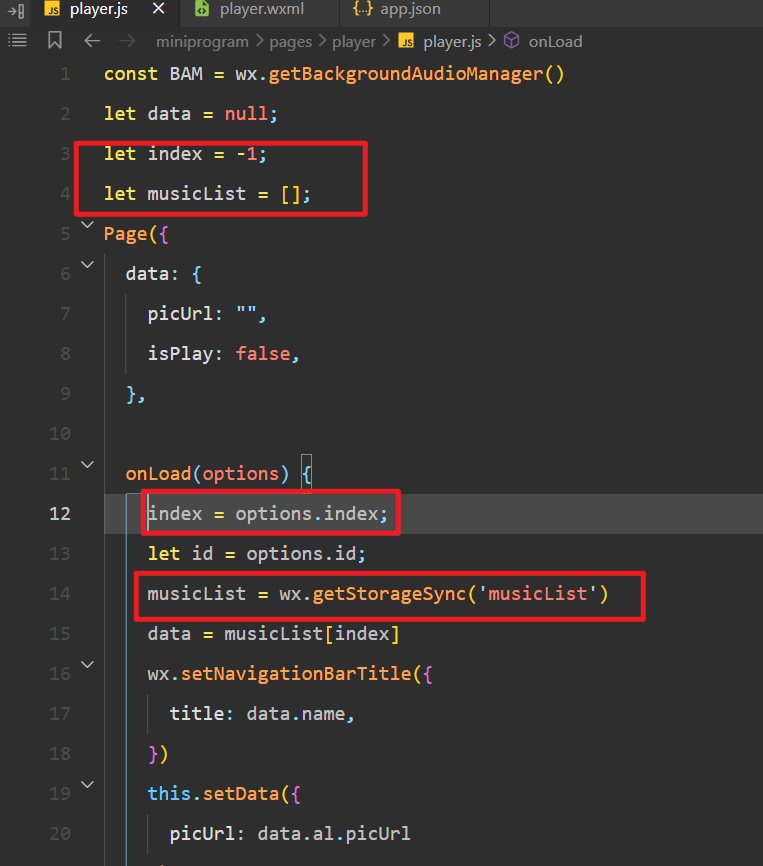 JS player.js × player.wxml {..} app.json
miniprogram > pages > player > JS player.js > onLoad
1 const BAM = wx.getBackgroundAudioManager()
2 let data = null;
3 let index = -1;
4 let musicList = [];
5 Page({
6 data: {
7 picUrl: "",
8 isPlay: false,
9 },
10
11 onLoad(options) {
12 index = options.index;
13 let id = options.id;
14 musicList = wx.getStorageSync('musicList')
15 data = musicList[index]
16 wx.setNavigationBarTitle({
17 title: data.name,
18 })
19 this.setData({
20 picUrl: data.al.picUrl